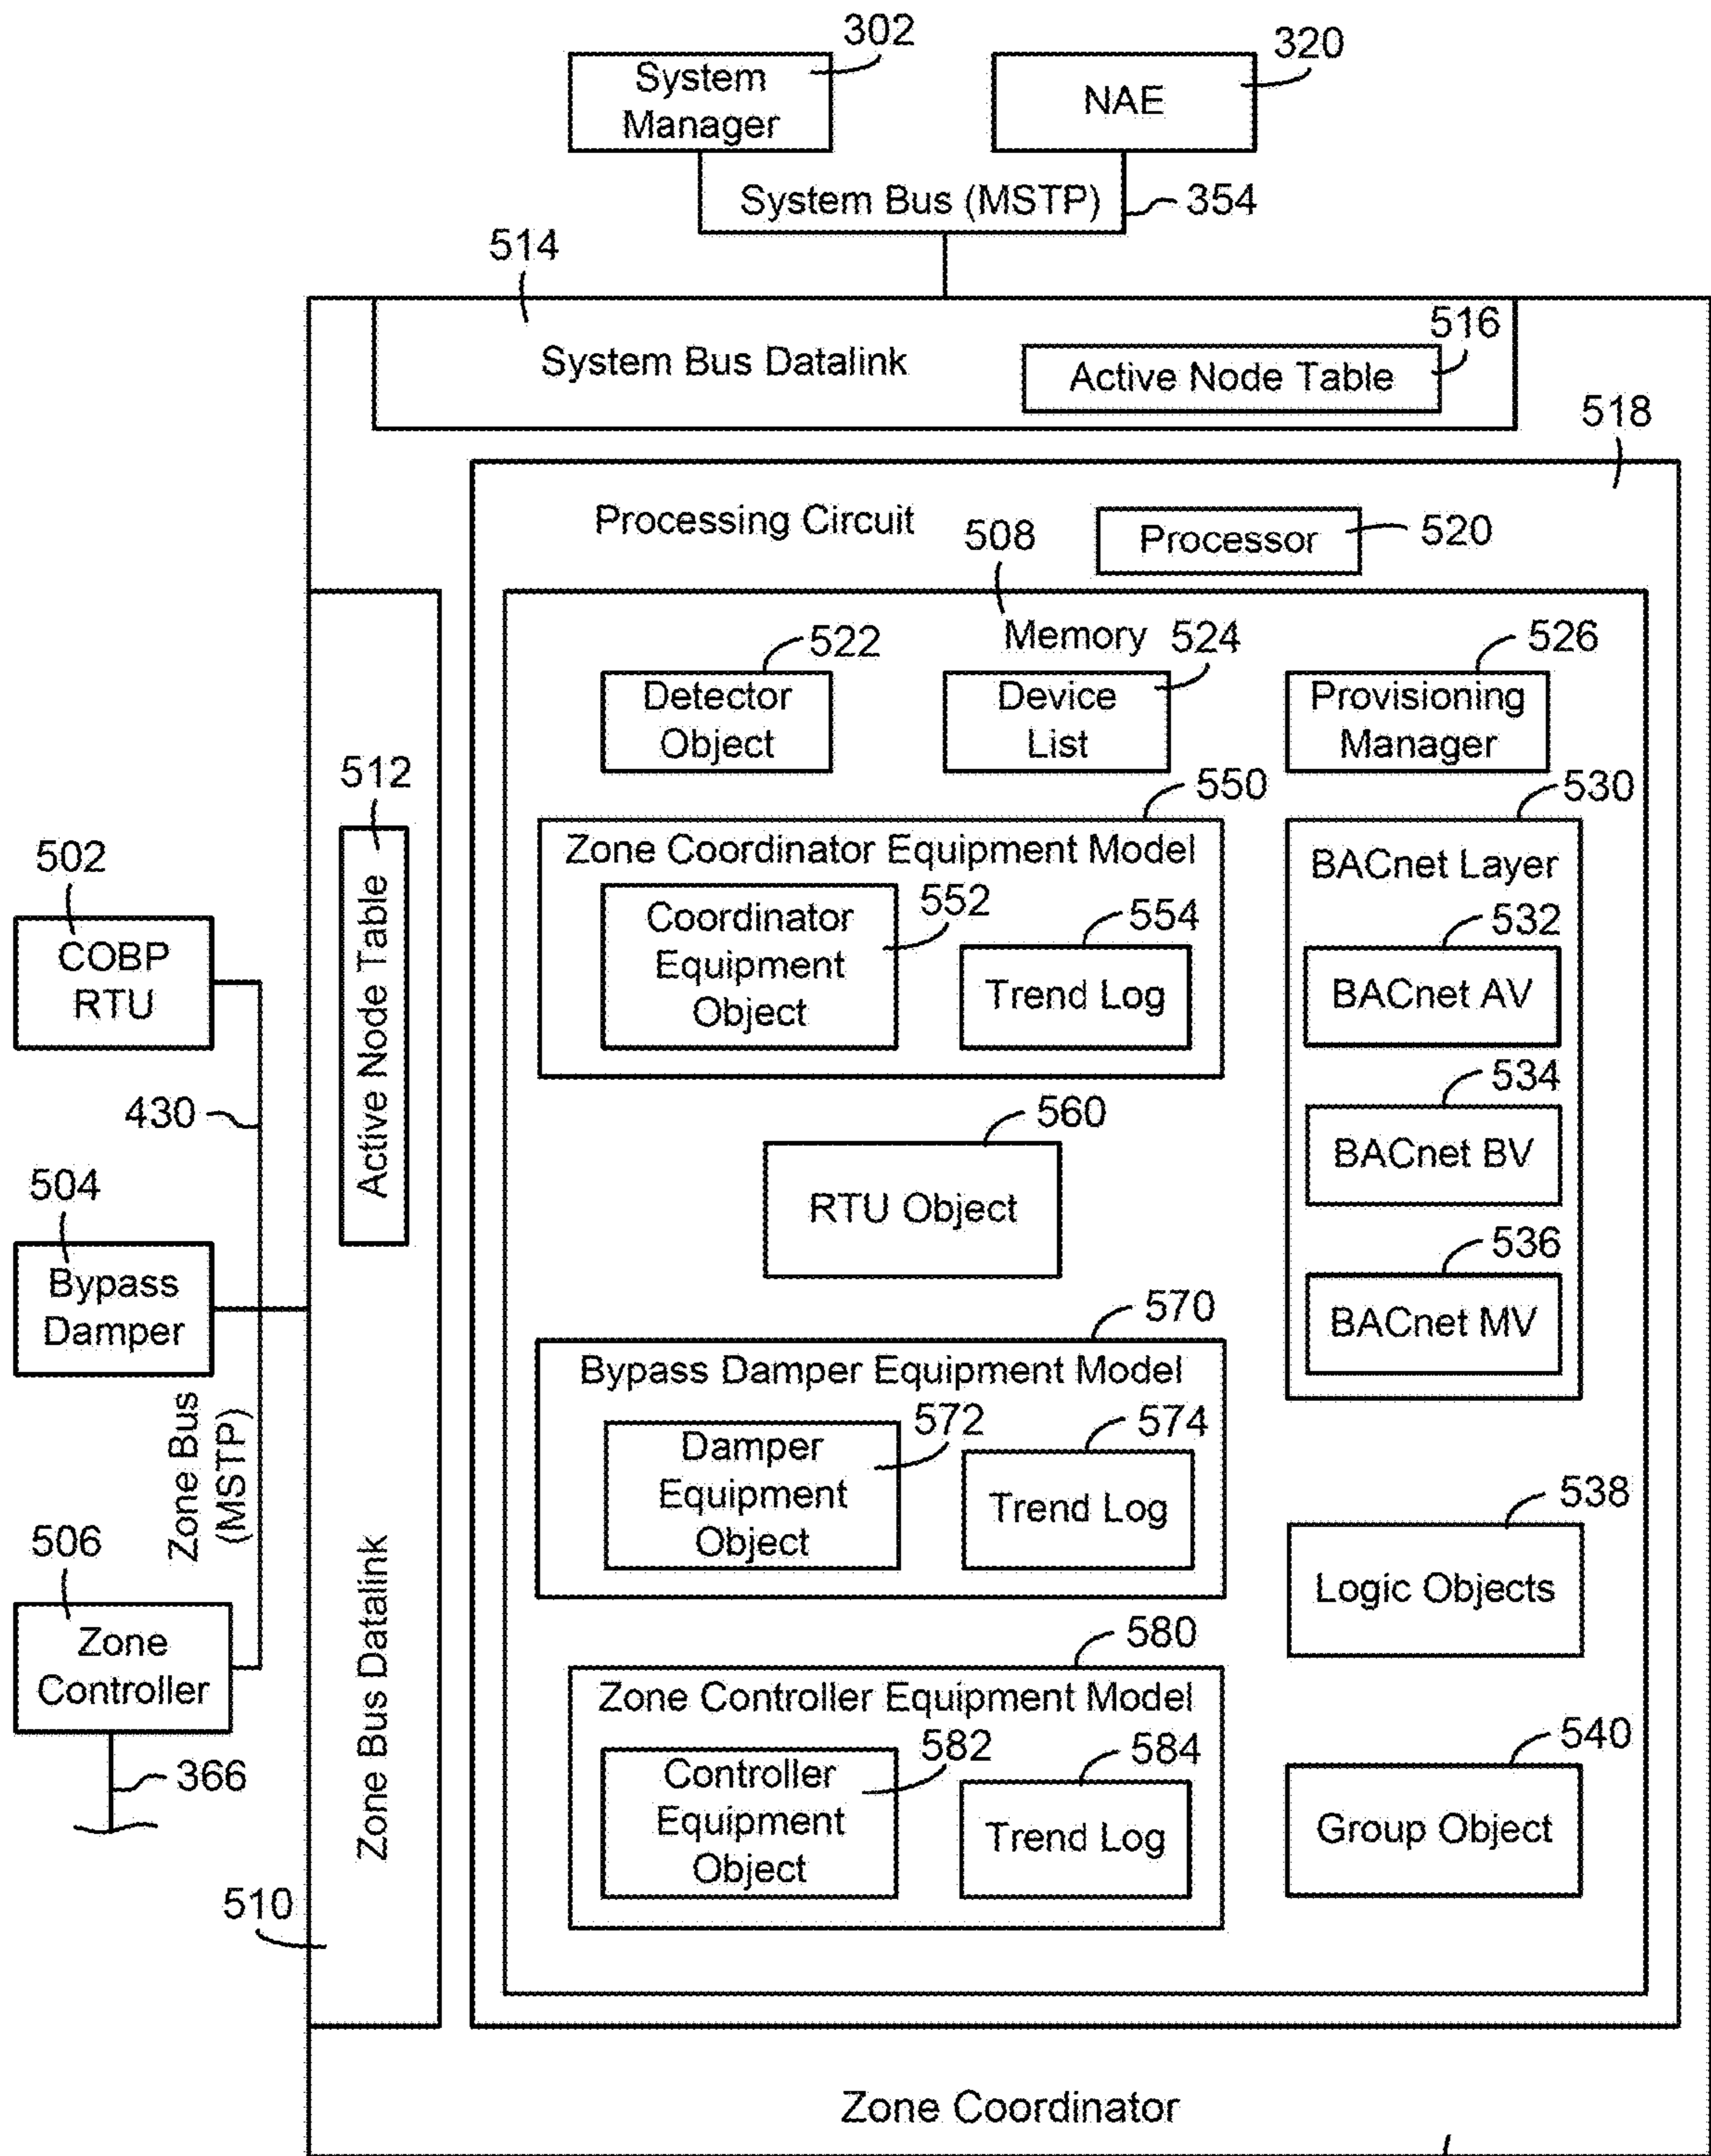 302
320
System
Manager
NAE
System Bus (MSTP)
354
514
516
System Bus Datalink
Active Node Table
518
Processing Circuit
508
Processor
520
Memory
522
524
526
Detector
Object
Device
List
Provisioning
Manager
512
550
530
Active Node Table
Zone Coordinator Equipment Model
BACnet Layer
502
COBP
RTU
Coordinator
Equipment
Object
552
554
Trend Log
532
BACnet AV
430
534
BACnet BV
560
RTU Object
504
Bypass
Damper
536
BACnet MV
570
Bypass Damper Equipment Model
Zone Bus
(MSTP)
572
574
Damper
Equipment
Object
Trend Log
538
Logic Objects
506
Zone
Controller
366
Zone Bus Datalink
580
Zone Controller Equipment Model
582
584
Controller
Equipment
Object
Trend Log
540
Group Object
510
Zone Coordinator